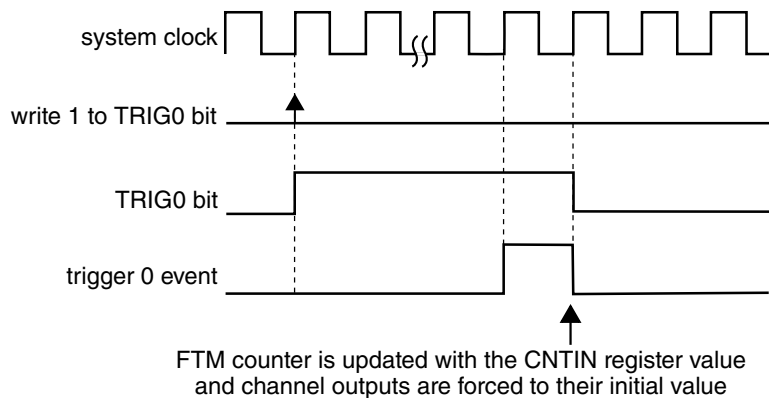 system clock
write 1 to TRIG0 bit
TRIG0 bit
trigger 0 event
FTM counter is updated with the CNTIN register value
and channel outputs are forced to their initial value